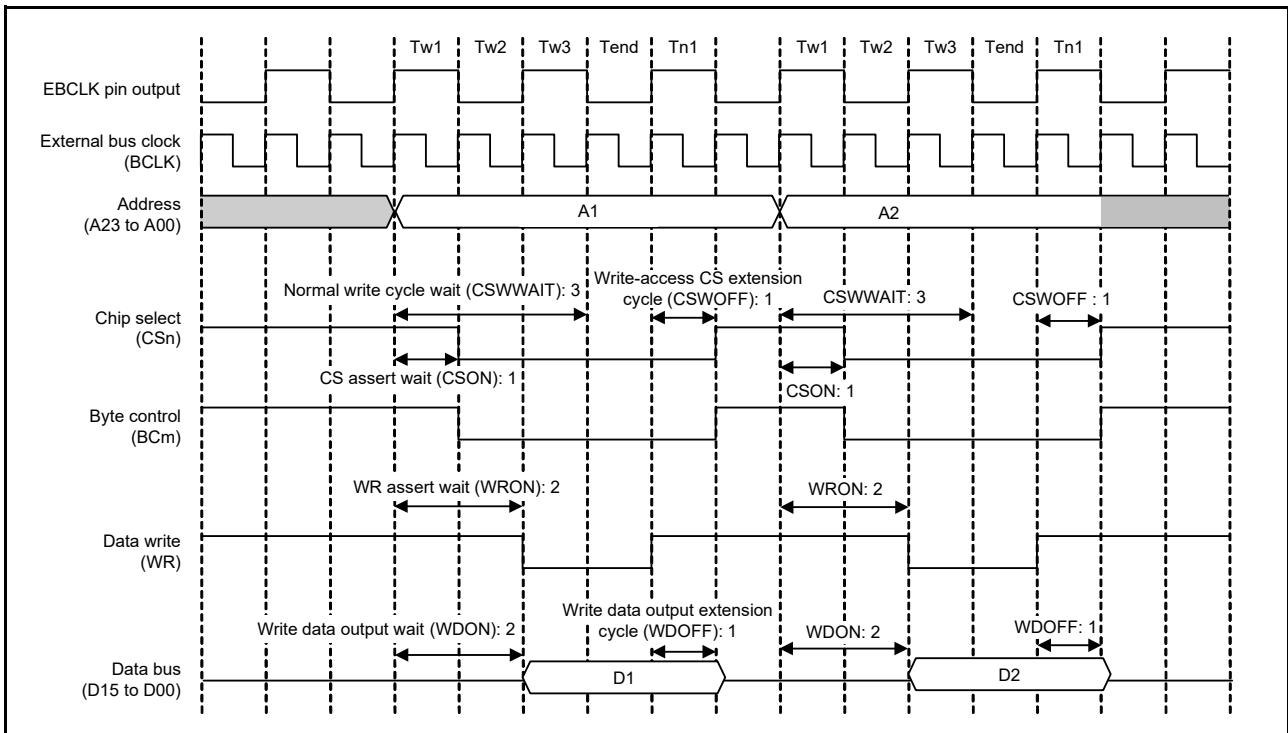 Tw1 Tw2 Tw3 Tend Tn1 Tw1 Tw2 Tw3 Tend Tn1
EBCLK pin output
External bus clock
(BCLK)
Address
(A23 to A00)
A1 A2
Normal write cycle wait (CSWWAIT): 3
Write-access CS extension
cycle (CSWOFF): 1
CSWWAIT: 3
CSWOFF : 1
Chip select
(CSn)
CS assert wait (CSON): 1
CSON: 1
Byte control
(BCm)
WR assert wait (WRON): 2
WRON: 2
Data write
(WR)
Write data output wait (WDON): 2
Write data output extension
cycle (WDOFF): 1
WDON: 2
WDOFF: 1
Data bus
(D15 to D00)
D1 D2